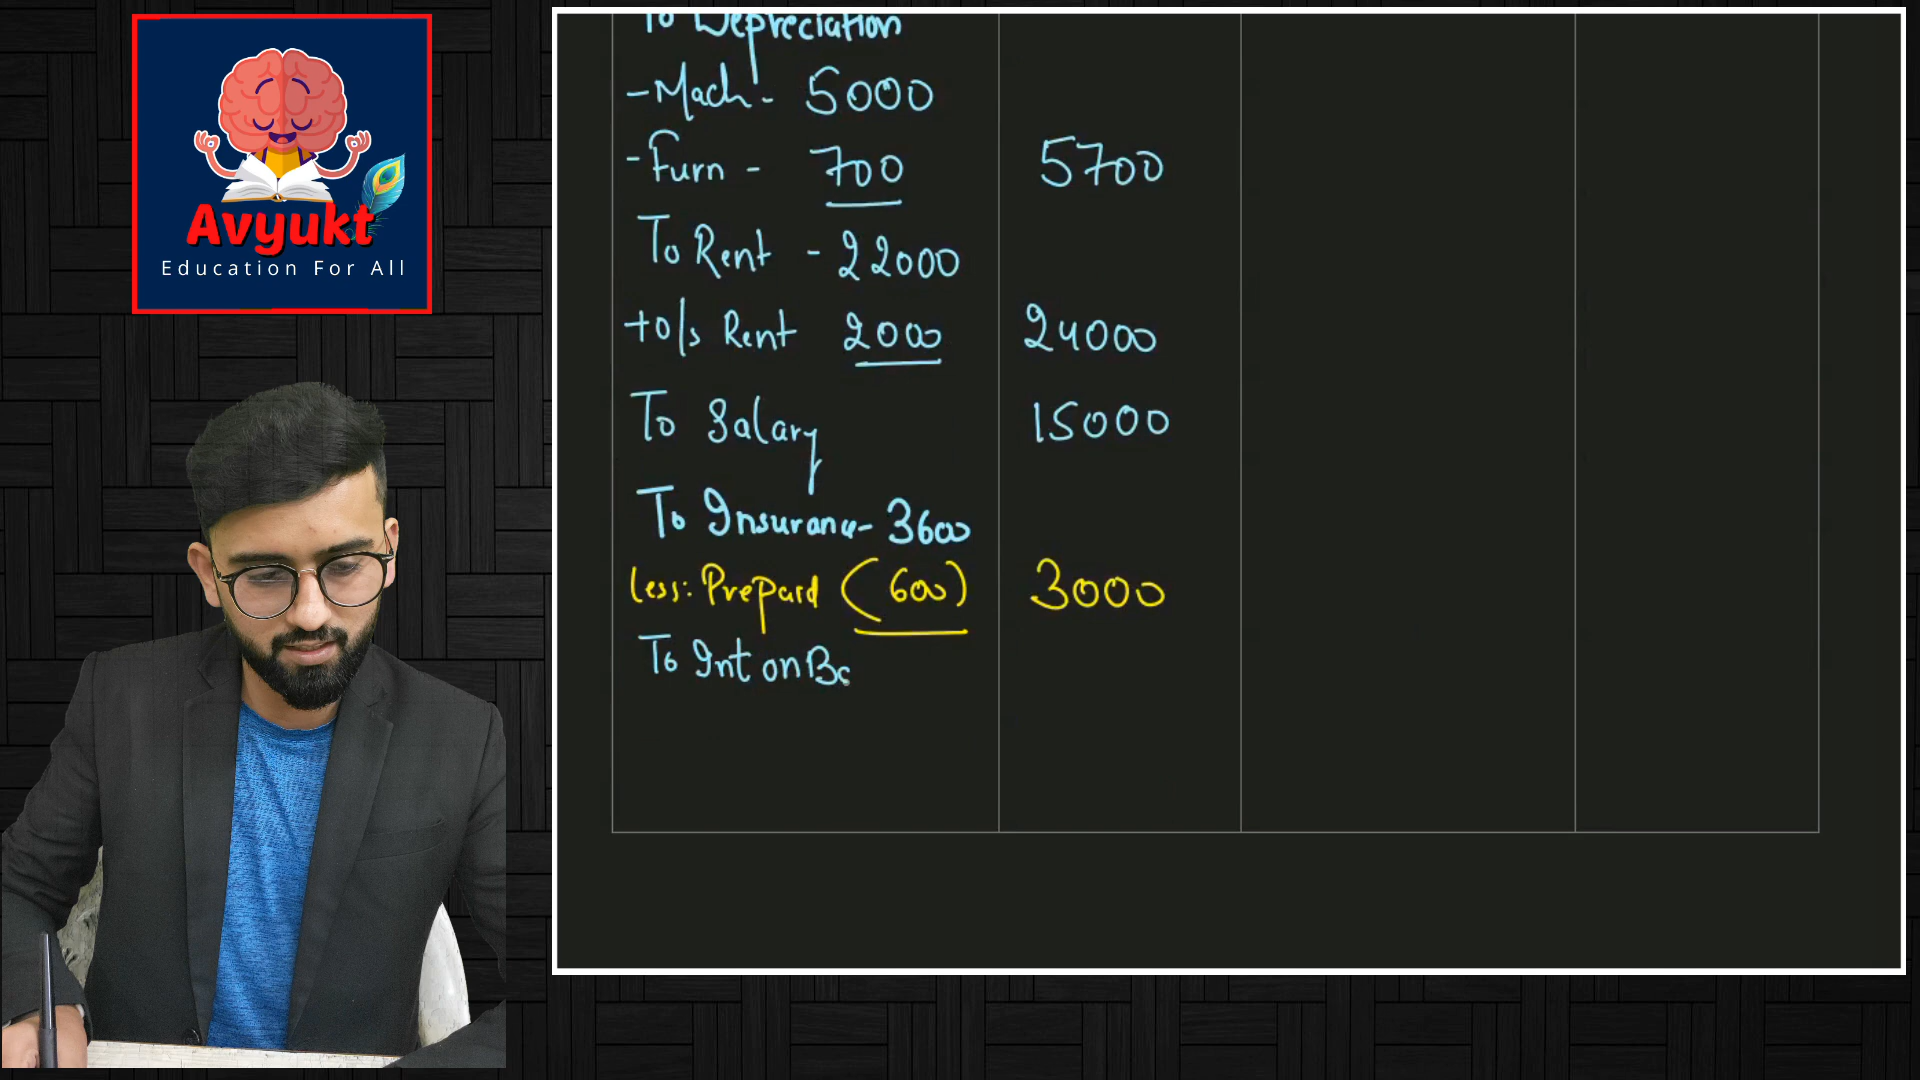 Avyukt
Education For All
To Depreciation
- Mach - 5000
- Furn - 700 5700
To Rent - 22000
+ o/s Rent 2000 24000
To Salary 15000
To Insurance - 3600
less: Prepaid (600) 3000
To Int on Bo